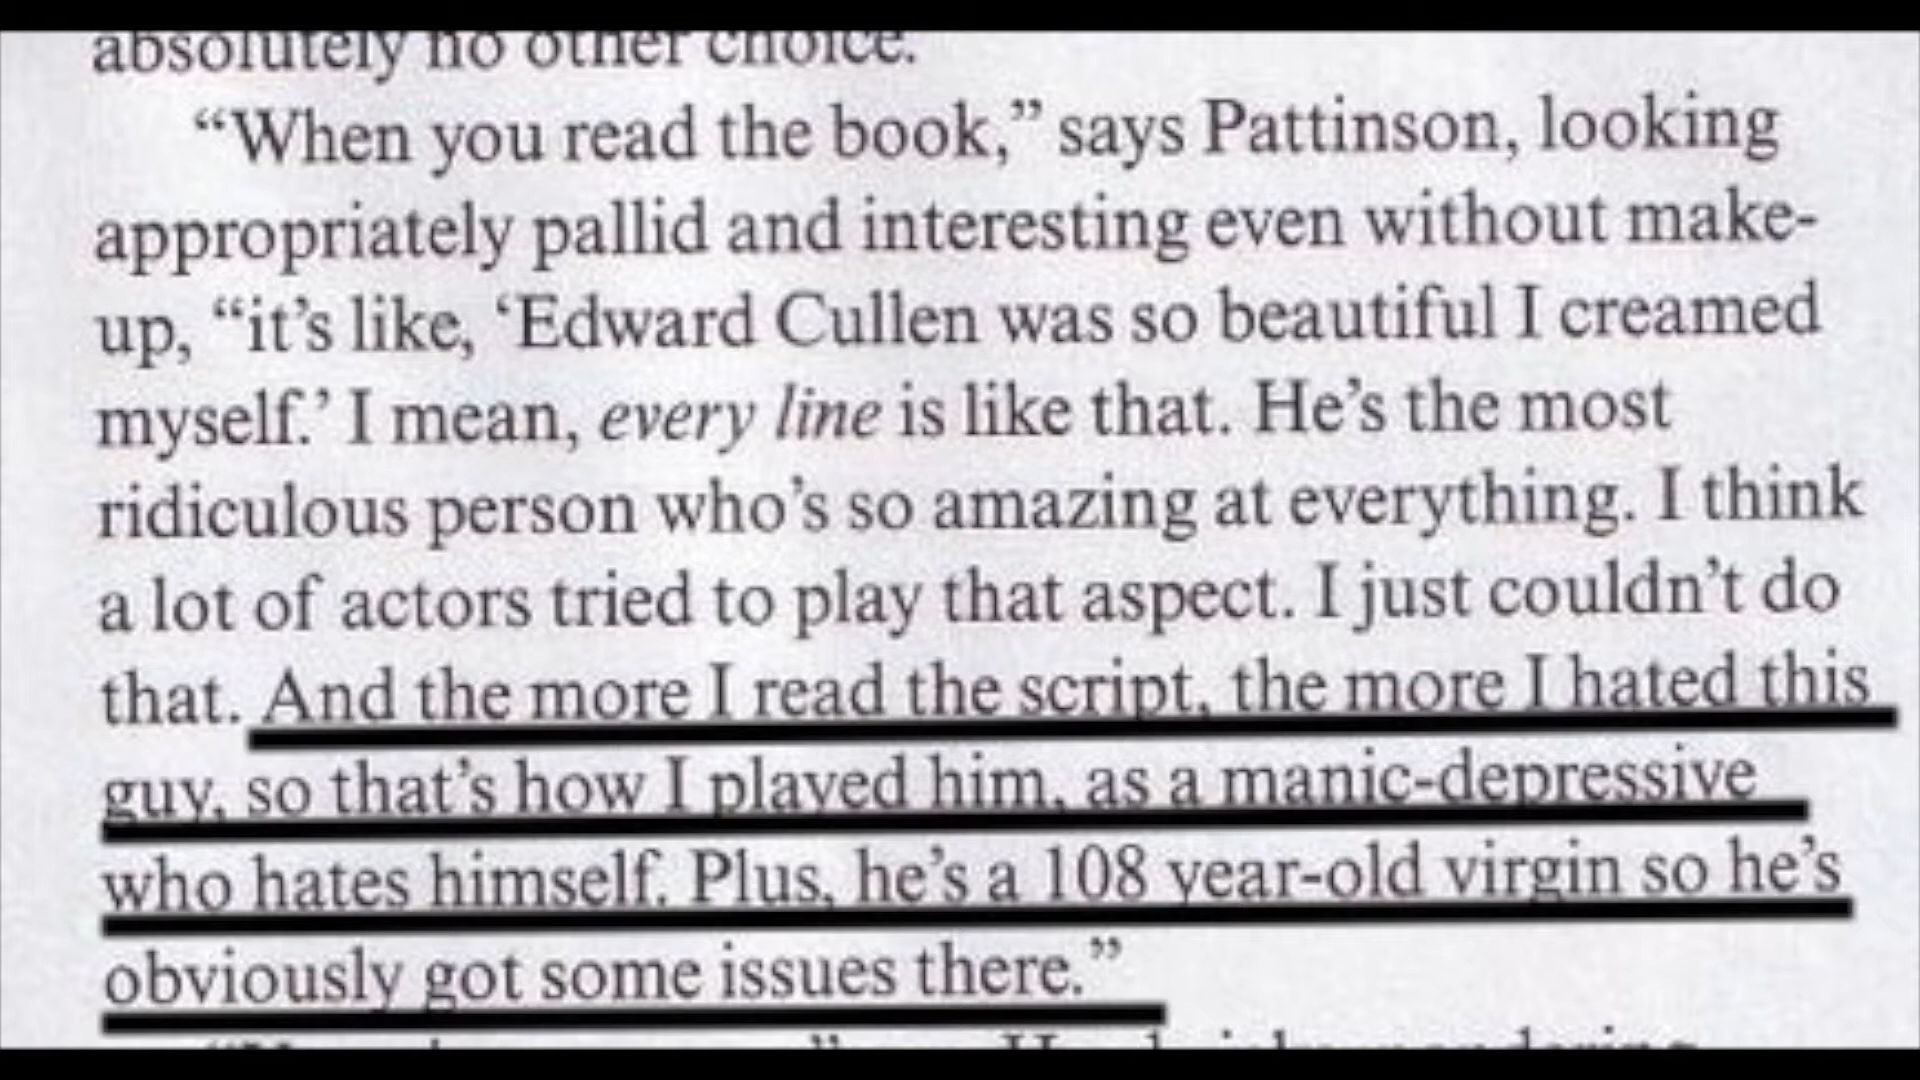 absolutely no other choice.
“When you read the book,” says Pattinson, looking
appropriately pallid and interesting even without make-
up, “it’s like, ‘Edward Cullen was so beautiful I creamed
myself.’ I mean, every line is like that. He’s the most
ridiculous person who’s so amazing at everything. I think
a lot of actors tried to play that aspect. I just couldn’t do
that. And the more I read the script, the more I hated this
guy, so that’s how I played him, as a manic-depressive
who hates himself. Plus, he’s a 108 year-old virgin so he’s
obviously got some issues there.”